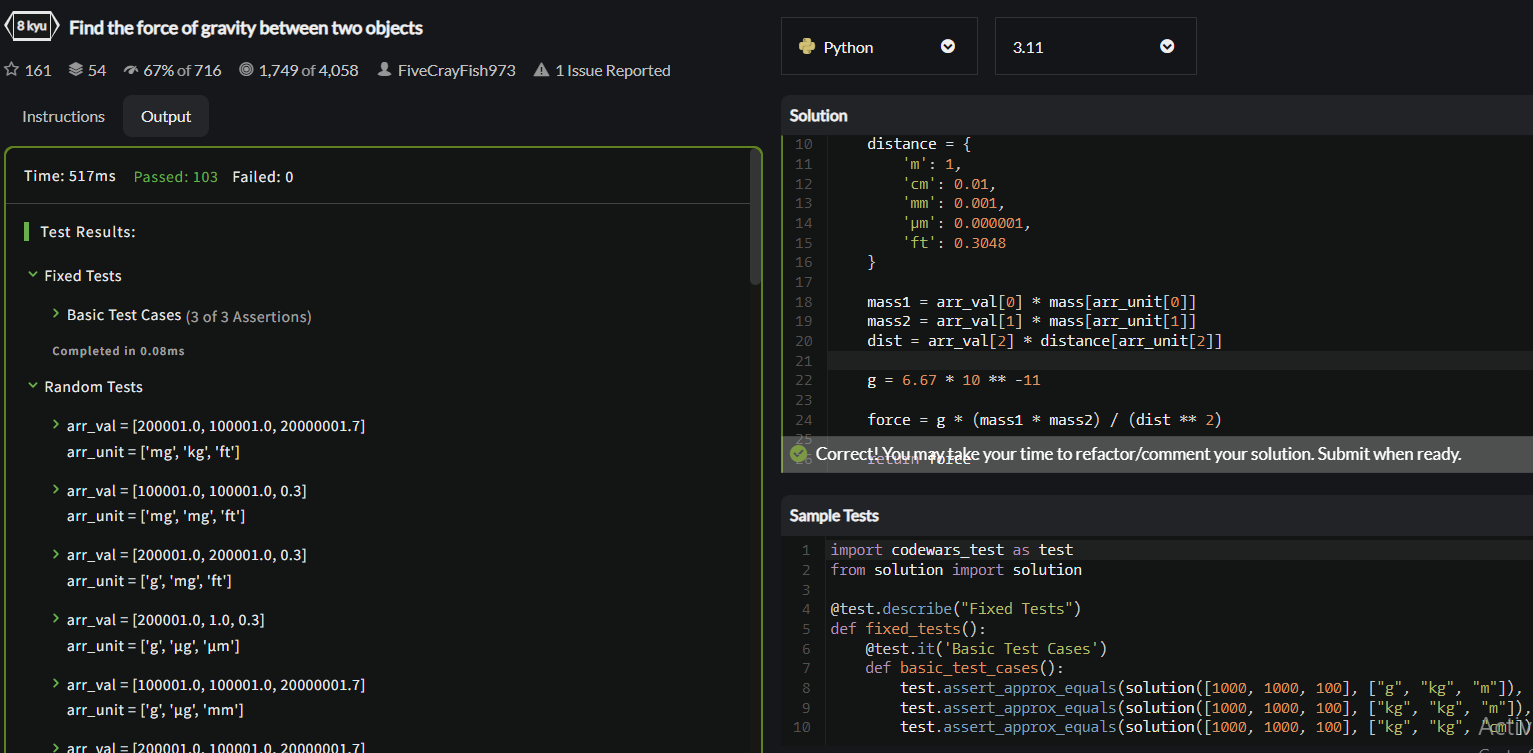 8 kyu Find the force of gravity between two objects
161 54 67% of 716 1,749 of 4,058 FiveCrayFish973 1 Issue Reported
Instructions Output
Time: 517ms Passed: 103 Failed: 0
Test Results:
Fixed Tests
Basic Test Cases (3 of 3 Assertions)
Completed in 0.08ms
Random Tests
arr_val = [200001.0, 100001.0, 20000001.7]
arr_unit = ['mg', 'kg', 'ft']
arr_val = [100001.0, 100001.0, 0.3]
arr_unit = ['mg', 'mg', 'ft']
arr_val = [200001.0, 200001.0, 0.3]
arr_unit = ['g', 'mg', 'ft']
arr_val = [200001.0, 1.0, 0.3]
arr_unit = ['g', 'μg', 'μm']
arr_val = [100001.0, 100001.0, 20000001.7]
arr_unit = ['g', 'μg', 'mm']
arr_val = [200001.0, 100001.0, 20000001.7]
Python 3.11
Solution
10 distance = {
11 'm': 1,
12 'cm': 0.01,
13 'mm': 0.001,
14 'μm': 0.000001,
15 'ft': 0.3048
16 }
17
18 mass1 = arr_val[0] * mass[arr_unit[0]]
19 mass2 = arr_val[1] * mass[arr_unit[1]]
20 dist = arr_val[2] * distance[arr_unit[2]]
21
22 g = 6.67 * 10 ** -11
23
24 force = g * (mass1 * mass2) / (dist ** 2)
25
26 return force
Correct! You may take your time to refactor/comment your solution. Submit when ready.
Sample Tests
1 import codewars_test as test
2 from solution import solution
3
4 @test.describe("Fixed Tests")
5 def fixed_tests():
6 @test.it('Basic Test Cases')
7 def basic_test_cases():
8 test.assert_approx_equals(solution([1000, 1000, 100], ["g", "kg", "m"]),
9 test.assert_approx_equals(solution([1000, 1000, 100], ["kg", "kg", "m"]),
10 test.assert_approx_equals(solution([1000, 1000, 100], ["kg", "kg",